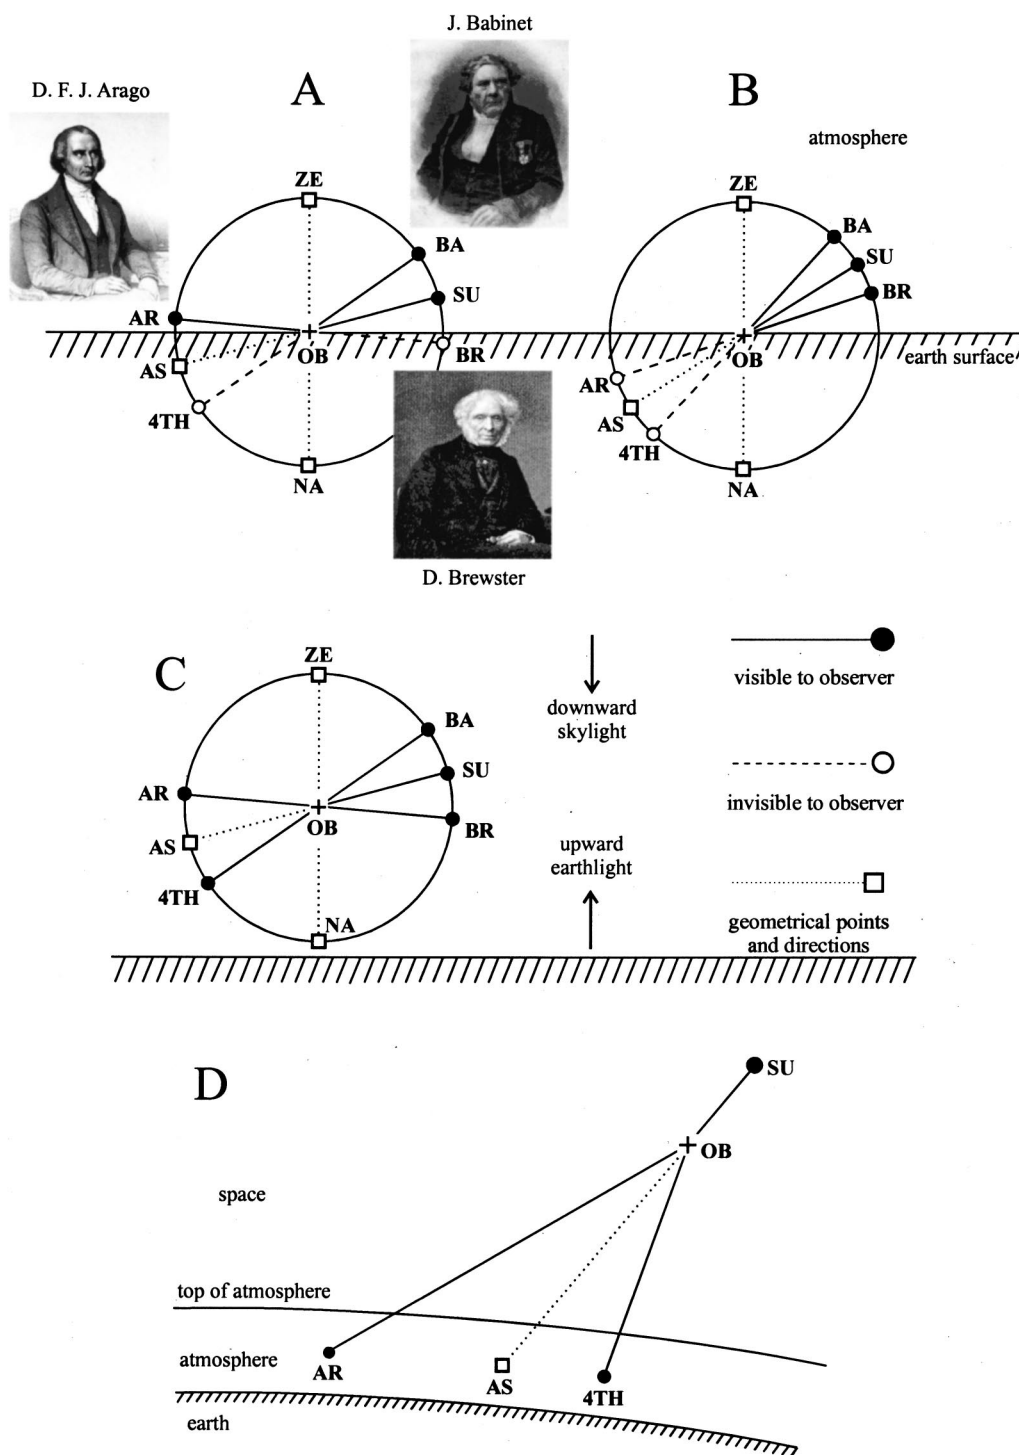 J. Babinet
D. F. J. Arago
A
B
atmosphere
ZE
BA
SU
AR
OB
BR
AS
4TH
NA
ZE
BA
SU
BR
OB
earth surface
AR
AS
4TH
NA
D. Brewster
C
ZE
BA
SU
AR
OB
BR
AS
4TH
NA
downward
skylight
upward
earthlight
visible to observer
invisible to observer
geometrical points
and directions
D
SU
OB
space
top of atmosphere
atmosphere
AR
AS
4TH
earth